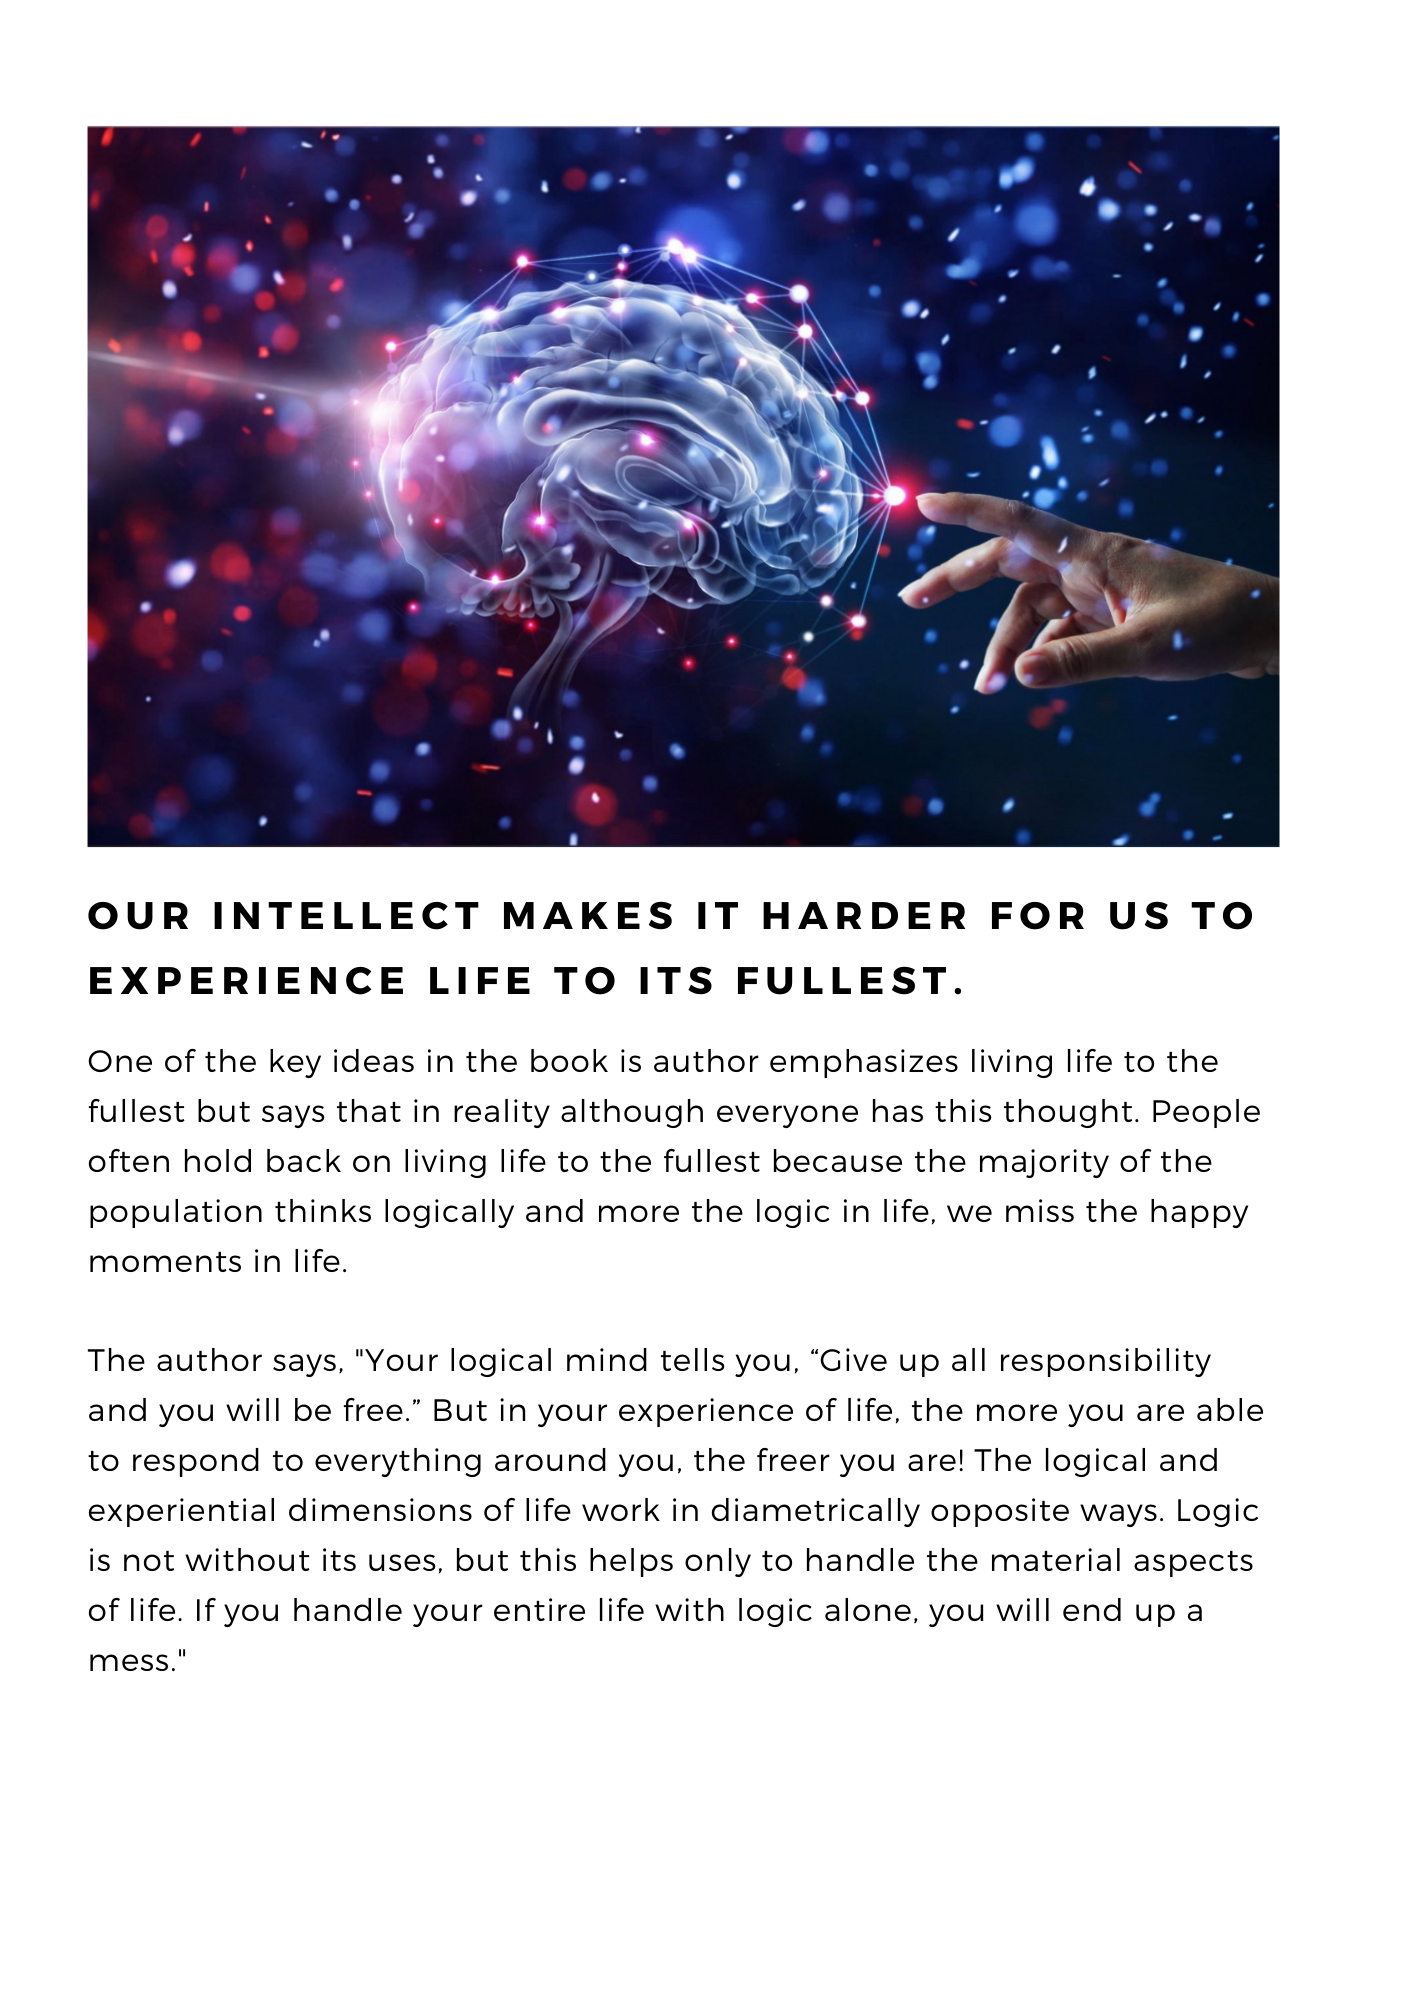 OUR INTELLECT MAKES IT HARDER FOR US TO
EXPERIENCE LIFE TO ITS FULLEST.
One of the key ideas in the book is author emphasizes living life to the
fullest but says that in reality although everyone has this thought. People
often hold back on living life to the fullest because the majority of the
population thinks logically and more the logic in life, we miss the happy
moments in life.
The author says, "Your logical mind tells you, “Give up all responsibility
and you will be free.” But in your experience of life, the more you are able
to respond to everything around you, the freer you are! The logical and
experiential dimensions of life work in diametrically opposite ways. Logic
is not without its uses, but this helps only to handle the material aspects
of life. If you handle your entire life with logic alone, you will end up a
mess."